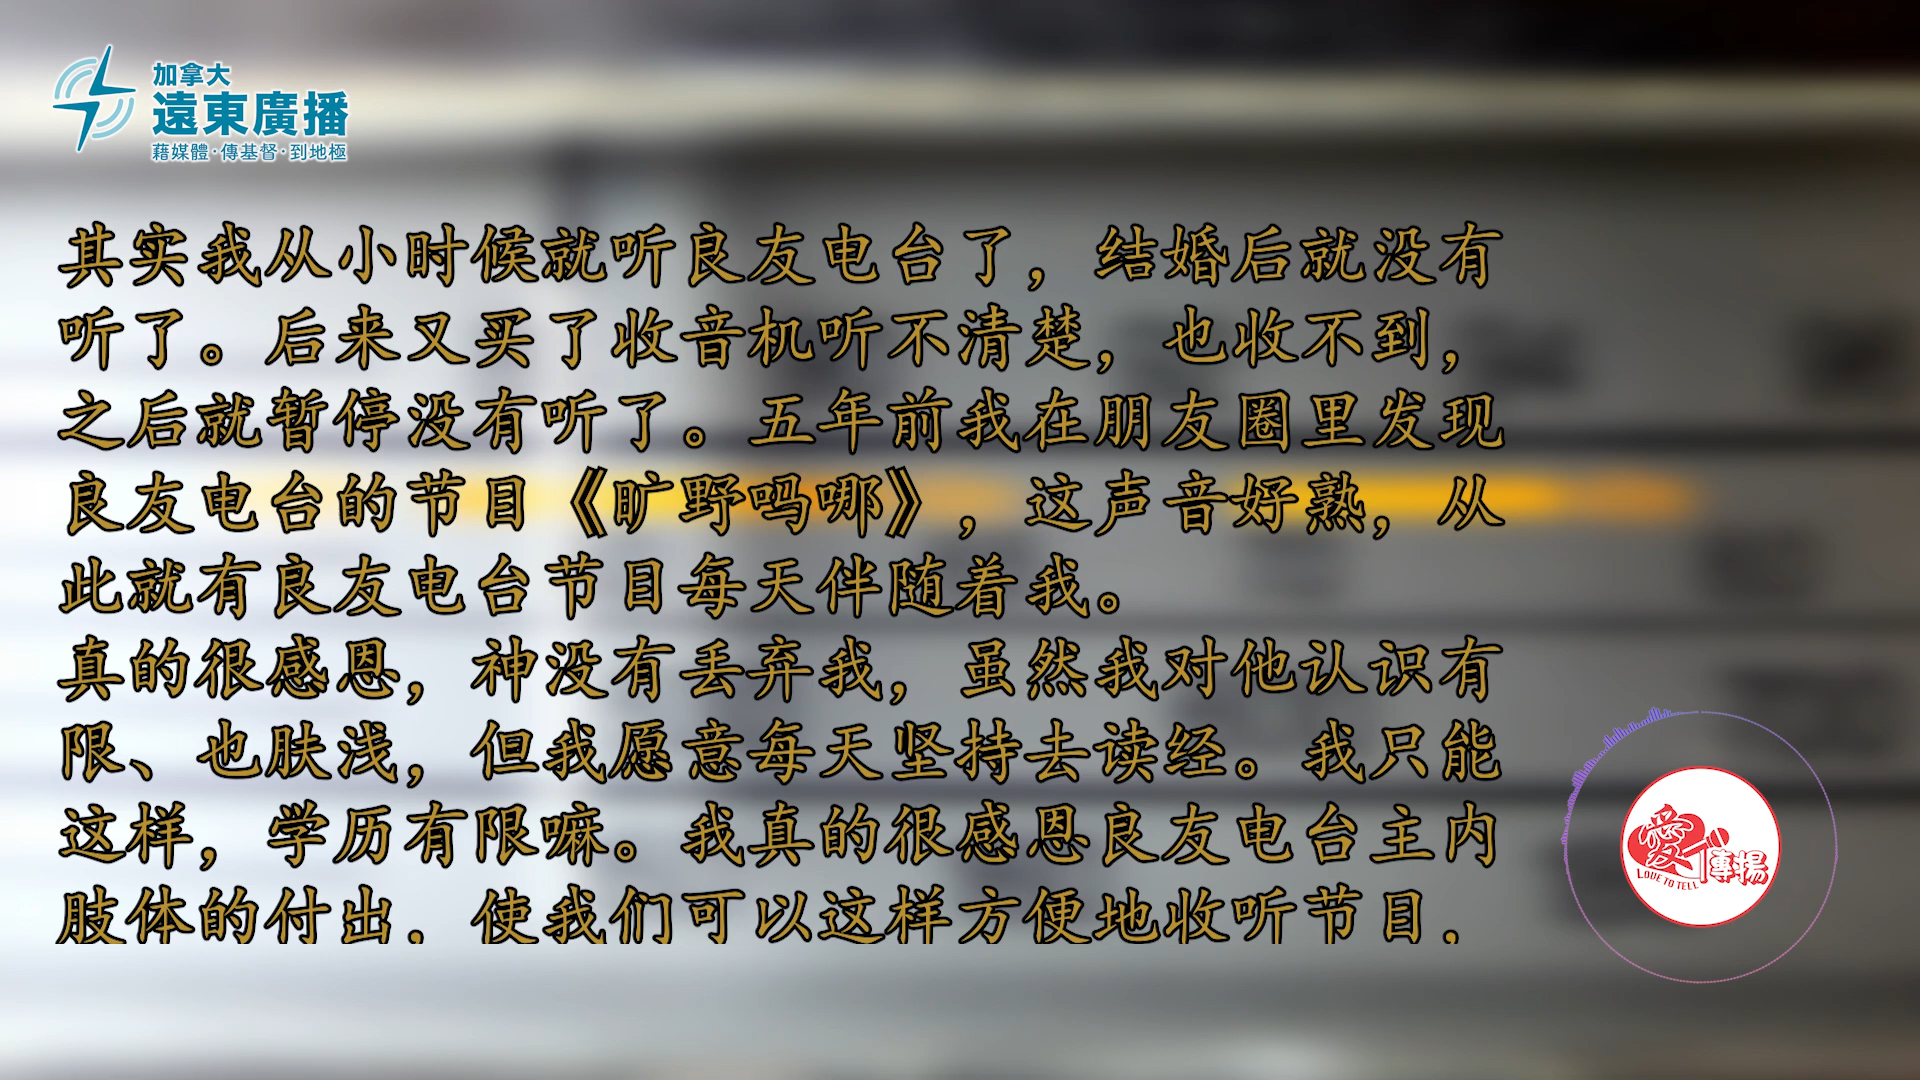 加拿大
遠東廣播
藉媒體·傳基督·到地極
其实我从小时候就听良友电台了，结婚后就没有
听了。后来又买了收音机听不清楚，也收不到，
之后就暂停没有听了。五年前我在朋友圈里发现
良友电台的节目《旷野吗哪》，这声音好熟，从
此就有良友电台节目每天伴随着我。
真的很感恩，神没有丢弃我，虽然我对他认识有
限、也肤浅，但我愿意每天坚持去读经。我只能
这样，学历有限嘛。我真的很感恩良友电台主内
肢体的付出，使我们可以这样方便地收听节目，
愛傳揚
LOVE TO TELL